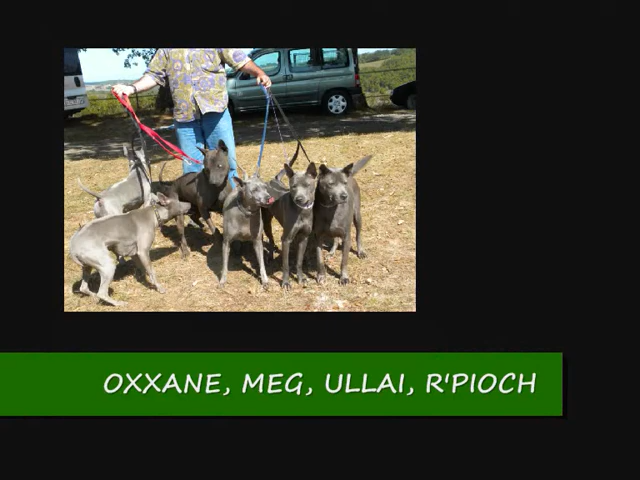 OXXANE, MEG, ULLAI, R'PIOCH